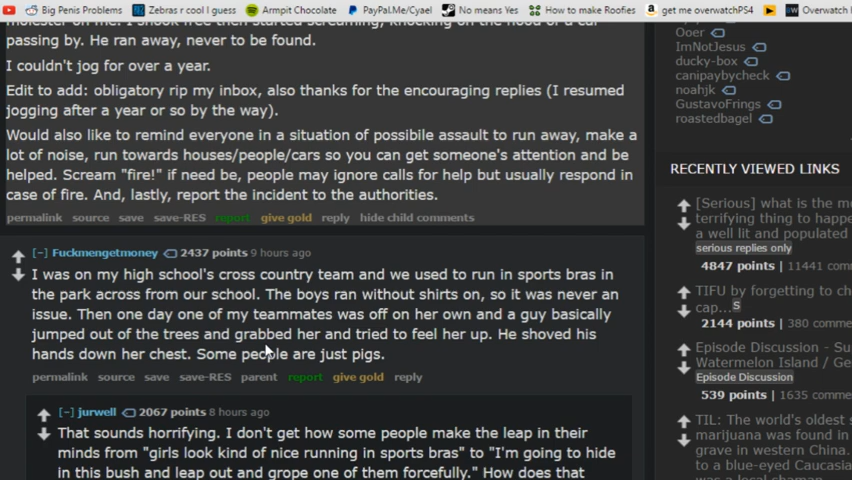 Big Penis Problems Zebras r cool I guess Armpit Chocolate PayPal.Me/Cyael No means Yes How to make Roofies get me overwatchPS4 Overwatch
passing by. He ran away, never to be found.
I couldn't jog for over a year.
Edit to add: obligatory rip my inbox, also thanks for the encouraging replies (I resumed
jogging after a year or so by the way).
Would also like to remind everyone in a situation of possibile assault to run away, make a
lot of noise, run towards houses/people/cars so you can get someone's attention and be
helped. Scream "fire!" if need be, people may ignore calls for help but usually respond in
case of fire. And, lastly, report the incident to the authorities.
permalink source save save-RES report give gold reply hide child comments
[-] Fuckmengetmoney 2437 points 9 hours ago
I was on my high school's cross country team and we used to run in sports bras in
the park across from our school. The boys ran without shirts on, so it was never an
issue. Then one day one of my teammates was off on her own and a guy basically
jumped out of the trees and grabbed her and tried to feel her up. He shoved his
hands down her chest. Some people are just pigs.
permalink source save save-RES parent report give gold reply
[-] jurwell 2067 points 8 hours ago
That sounds horrifying. I don't get how some people make the leap in their
minds from "girls look kind of nice running in sports bras" to "I'm going to hide
in this bush and leap out and grope one of them forcefully." How does that
Ooer
ImNotJesus
ducky-box
canipaybycheck
noahjk
GustavoFrings
roastedbagel
RECENTLY VIEWED LINKS
[Serious] what is the
terrifying thing to
a well lit and populated
serious replies only
4847 points | 11441
TIFU by forgetting to
cap... S
2144 points | 380
Episode Discussion -
Watermelon Island /
Episode Discussion
539 points | 1635
TIL: The world's oldest
marijuana was found in
grave in western China.
to a blue-eyed Caucasia